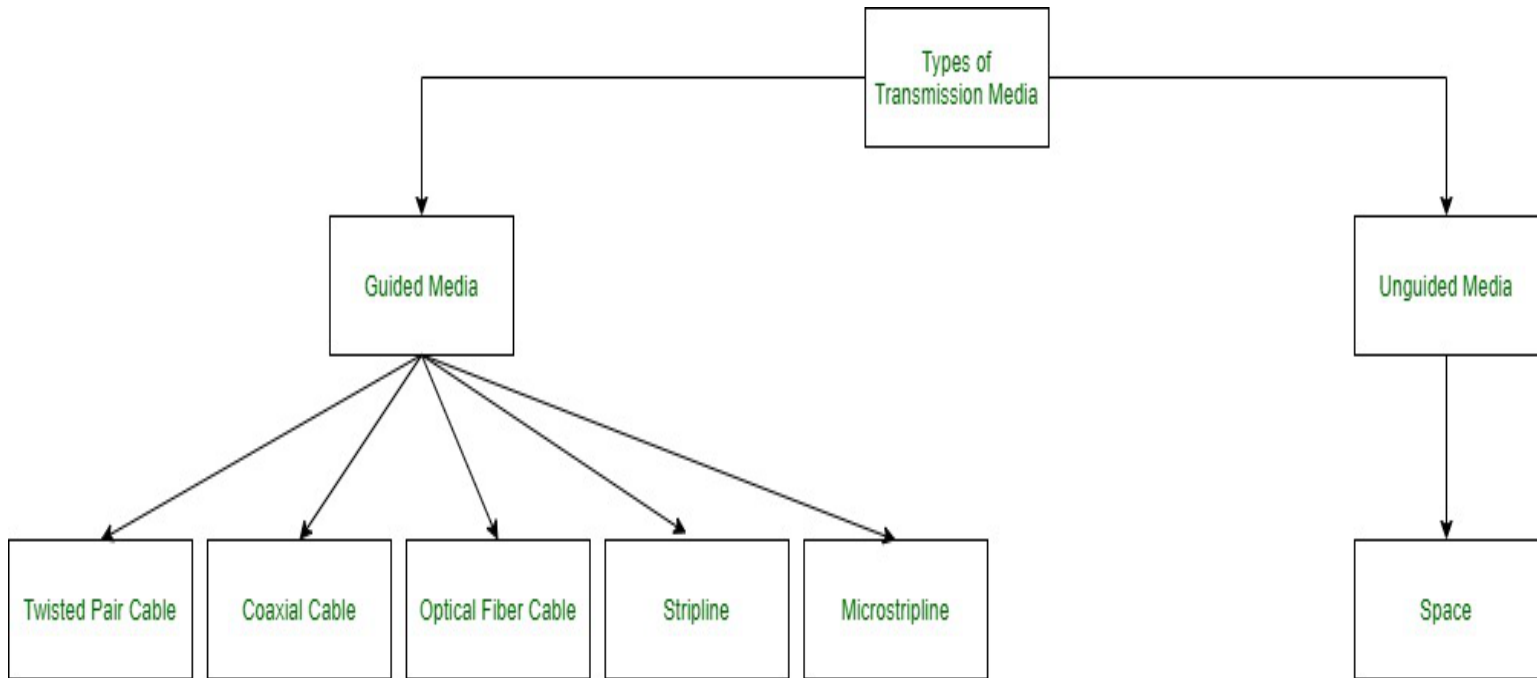 Types of
Transmission Media
Guided Media
Unguided Media
Twisted Pair Cable
Coaxial Cable
Optical Fiber Cable
Stripline
Microstripline
Space